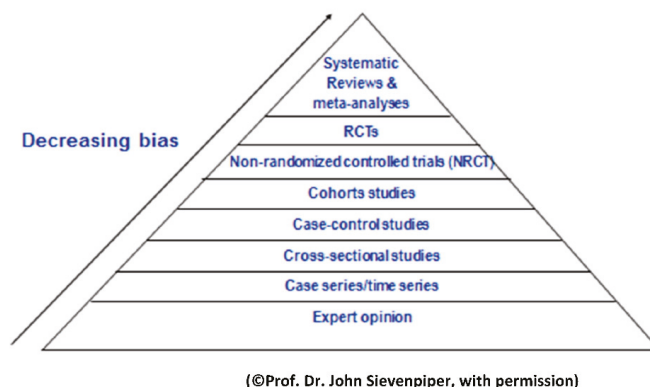 Systematic
Reviews &
meta-analyses
Decreasing bias
RCTs
Non-randomized controlled trials (NRCT)
Cohorts studies
Case-control studies
Cross-sectional studies
Case series/time series
Expert opinion
(©Prof. Dr. John Sievenpiper, with permission)